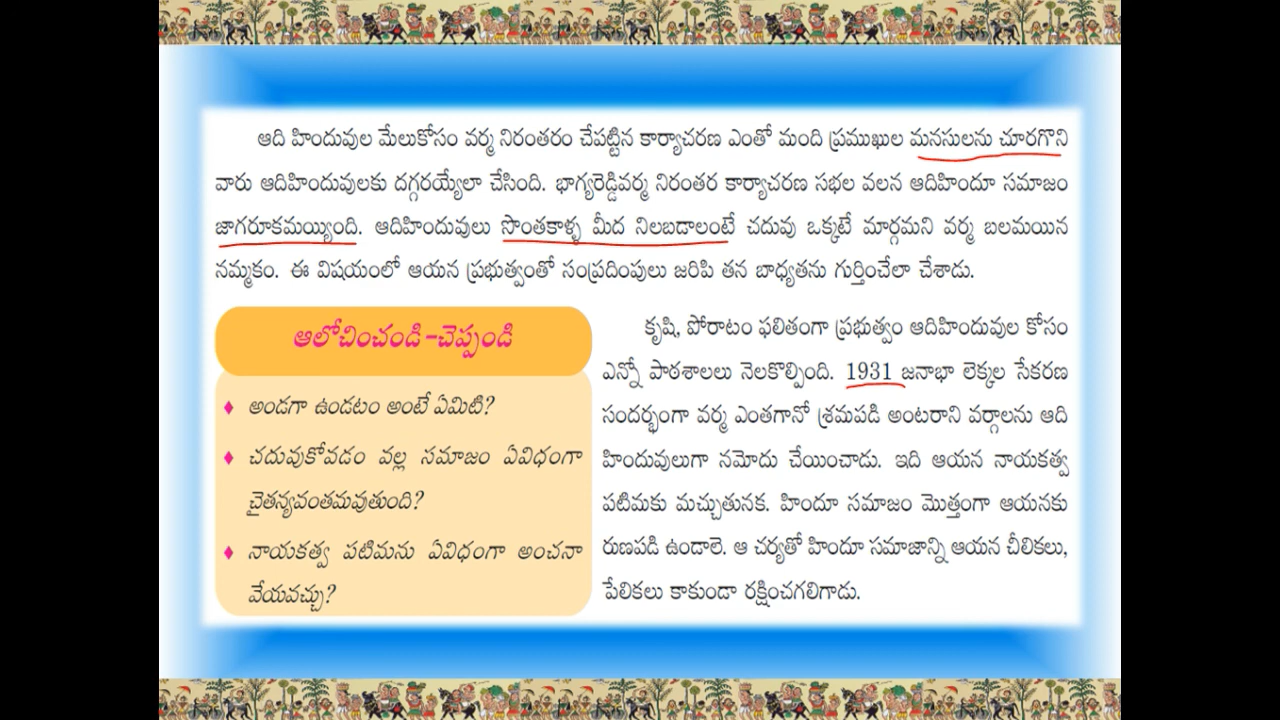 ఆది హిందువుల మేలుకోసం వర్మ నిరంతరం చేపట్టిన కార్యాచరణ ఎంతో మంది ప్రముఖుల మనసులను చూరగొని
వారు ఆదిహిందువులకు దగ్గరయ్యేలా చేసింది. భాగ్యరెడ్డివర్మ నిరంతర కార్యాచరణ సభల వలన ఆదిహిందూ సమాజం
జాగరూకమయ్యింది. ఆదిహిందువులు సొంతకాళ్ళ మీద నిలబడాలంటే చదువు ఒక్కటే మార్గమని వర్మ బలమయిన
నమ్మకం. ఈ విషయంలో ఆయన ప్రభుత్వంతో సంప్రదింపులు జరిపి తన బాధ్యతను గుర్తించేలా చేశాడు.
ఆలోచించండి-చెప్పండి
♦ అండగా ఉండటం అంటే ఏమిటి?
♦ చదువుకోవడం వల్ల సమాజం ఏవిధంగా
చైతన్యవంతమవుతుంది?
♦ నాయకత్వ పటిమను ఏవిధంగా అంచనా
వేయవచ్చు?
కృషి, పోరాటం ఫలితంగా ప్రభుత్వం ఆదిహిందువుల కోసం
ఎన్నో పాఠశాలలు నెలకొల్పింది. 1931 జనాభా లెక్కల సేకరణ
సందర్భంగా వర్మ ఎంతగానో శ్రమపడి అంటరాని వర్గాలను ఆది
హిందువులుగా నమోదు చేయించాడు. ఇది ఆయన నాయకత్వ
పటిమకు మచ్చుతునక. హిందూ సమాజం మొత్తంగా ఆయనకు
రుణపడి ఉండాలె. ఆ చర్యతో హిందూ సమాజాన్ని ఆయన చీలికలు,
పేలికలు కాకుండా రక్షించగలిగాడు.